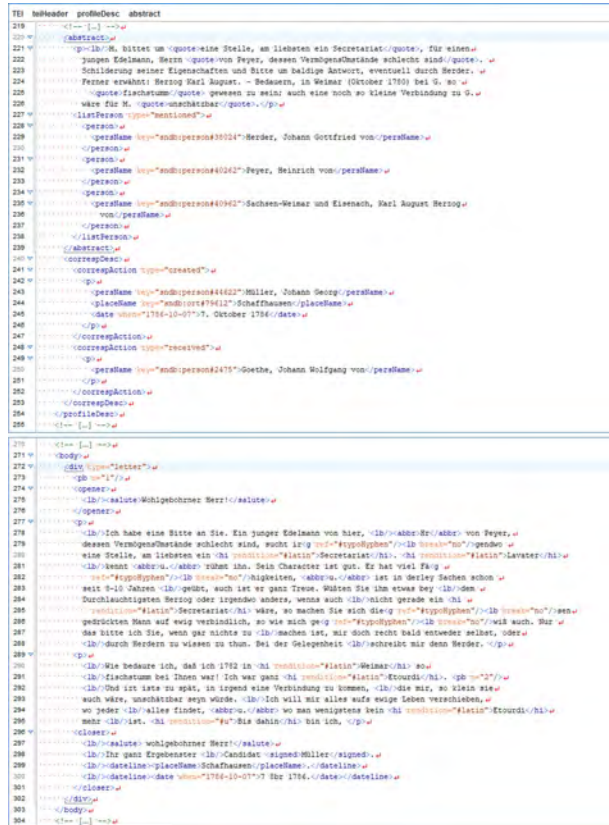 TEI teiHeader profileDesc abstract
219 <!-- [...] -->
220 <abstract>
221 <p><lb/>M. bittet um <quote>eine Stelle, am liebsten ein Secretariat</quote>, für einen
222 jungen Edelmann, Herrn <quote>von Peyer, dessen VermögensUmstände schlecht sind</quote>.
223 Schilderung seiner Eigenschaften und Bitte um baldige Antwort, eventuell durch Herder.
224 Ferner erwähnt: Herzog Karl August. - Bedauern, in Weimar (Oktober 1780) bei G. so
225 <quote>fischstumm</quote> gewesen zu sein; auch eine noch so kleine Verbindung zu G.
226 wäre für M. <quote>unschätzbar</quote>.</p>
227 <listPerson type="mentioned">
228 <person>
229 <persName key="sndb:person#38024">Herder, Johann Gottfried von</persName>
230 </person>
231 <person>
232 <persName key="sndb:person#40262">Peyer, Heinrich von</persName>
233 </person>
234 <person>
235 <persName key="sndb:person#40962">Sachsen-Weimar und Eisenach, Karl August Herzog
236 von</persName>
237 </person>
238 </listPerson>
239 </abstract>
240 <correspDesc>
241 <correspAction type="created">
242 <p>
243 <persName key="sndb:person#44622">Müller, Johann Georg</persName>
244 <placeName key="sndb:ort#79612">Schaffhausen</placeName>
245 <date when="1786-10-07">7. Oktober 1786</date>
246 </p>
247 </correspAction>
248 <correspAction type="received">
249 <p>
250 <persName key="sndb:person#2475">Goethe, Johann Wolfgang von</persName>
251 </p>
252 </correspAction>
253 </correspDesc>
254 </profileDesc>
255 <!-- [...] -->
270 <!-- [...] -->
271 <body>
272 <div type="letter">
273 <pb n="1"/>
274 <opener>
275 <lb/><salute>Wohlgebohrner Herr!</salute>
276 </opener>
277 <p>
278 <lb/>Ich habe eine Bitte an Sie. Ein junger Edelmann von hier, <lb/><abbr>Hr</abbr> von Peyer,
279 dessen VermögensUmstände schlecht sind, sucht ir<g ref="#typoHyphen"/><lb break="no"/>gendwo
280 eine Stelle, am liebsten ein <hi rendition="#latin">Secretariat</hi>. <hi rendition="#latin">Lavater</hi>
281 <lb/>kennt <abbr>u.</abbr> rühmt ihn. Sein Character ist gut. Er hat viel Fä<g
282 ref="#typoHyphen"/><lb break="no"/>higkeiten, <abbr>u.</abbr> ist in derley Sachen schon
283 seit 8-10 Jahren <lb/>geübt, auch ist er ganz Treue. Wüßten Sie ihm etwas bey <lb/>dem
284 Durchlauchtigsten Herzog oder irgendwo anders, wenns auch <lb/>nicht gerade ein <hi
285 rendition="#latin">Secretariat</hi> wäre, so machen Sie sich die<g ref="#typoHyphen"/><lb break="no"/>sen
286 gedrückten Mann auf ewig verbindlich, so wie mich ge<g ref="#typoHyphen"/><lb break="no"/>wiß auch. Nur
287 das bitte ich Sie, wenn gar nichts zu <lb/>machen ist, mir doch recht bald entweder selbst, oder
288 <lb/>durch Herdern zu wissen zu thun. Bei der Gelegenheit <lb/>schreibt mir denn Herder. </p>
289 <p>
290 <lb/>Wie bedaure ich, daß ich 1782 in <hi rendition="#latin">Weimar</hi> so
291 <lb/>fischstumm bei Ihnen war! Ich war ganz <hi rendition="#latin">Etourdi</hi>. <pb n="2"/>
292 <lb/>Und izt ists zu spät, in irgend eine Verbindung zu kommen, <lb/>die mir, so klein sie
293 auch wäre, unschätzbar seyn würde. <lb/>Ich will mir alles aufs ewige Leben verschieben,
294 wo jeder <lb/>alles findet, <abbr>u.</abbr> wo man wenigstens kein <hi rendition="#latin">Etourdi</hi>
295 mehr <lb/>ist. <hi rendition="#u">Bis dahin</hi> bin ich, </p>
296 <closer>
297 <lb/><salute> wohlgebohrner Herr!</salute>
298 <lb/>Ihr ganz Ergebenster <lb/>Candidat <signed>Müller</signed>.
299 <lb/><dateline><placeName>Schafhausen</placeName>.</dateline>
300 <lb/><dateline><date when="1786-10-07">7 8br 1786.</date></dateline>
301 </closer>
302 </div>
303 </body>
304 <!-- [...] -->